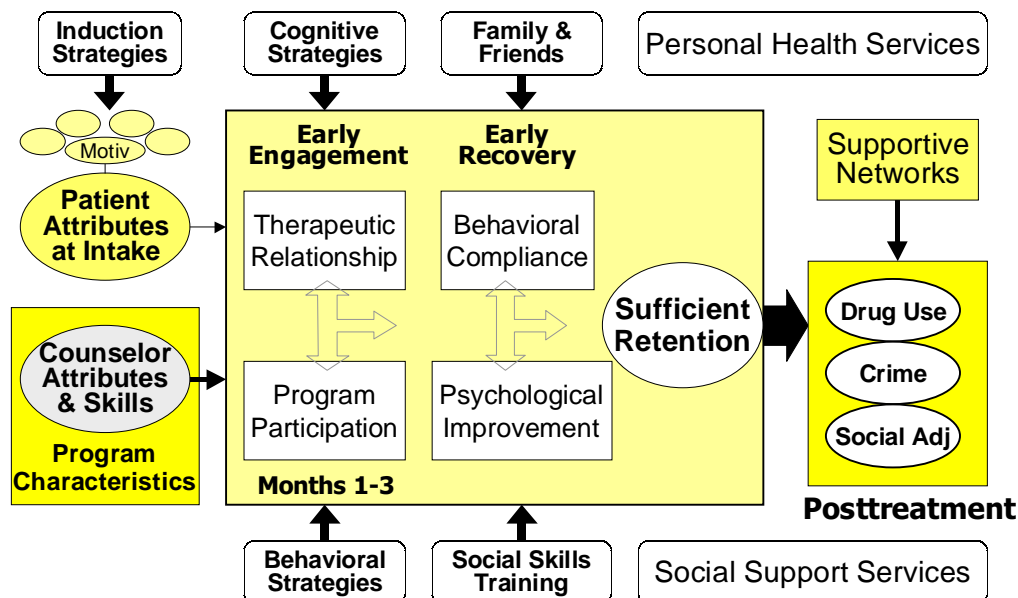 Induction
Strategies
Cognitive
Strategies
Family &
Friends
Personal Health Services
Motiv
Patient
Attributes
at Intake
Early
Engagement
Early
Recovery
Therapeutic
Relationship
Behavioral
Compliance
Supportive
Networks
Sufficient
Retention
Counselor
Attributes
& Skills
Program
Characteristics
Program
Participation
Psychological
Improvement
Months 1-3
Drug Use
Crime
Social Adj
Posttreatment
Behavioral
Strategies
Social Skills
Training
Social Support Services